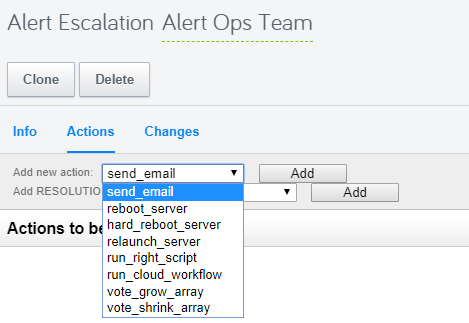 Alert Escalation Alert Ops Team
Clone Delete
Info Actions Changes
Add new action: send_email Add
Add RESOLUTIO Add
send_email
reboot_server
hard_reboot_server
relaunch_server
run_right_script
run_cloud_workflow
vote_grow_array
vote_shrink_array
Actions to be